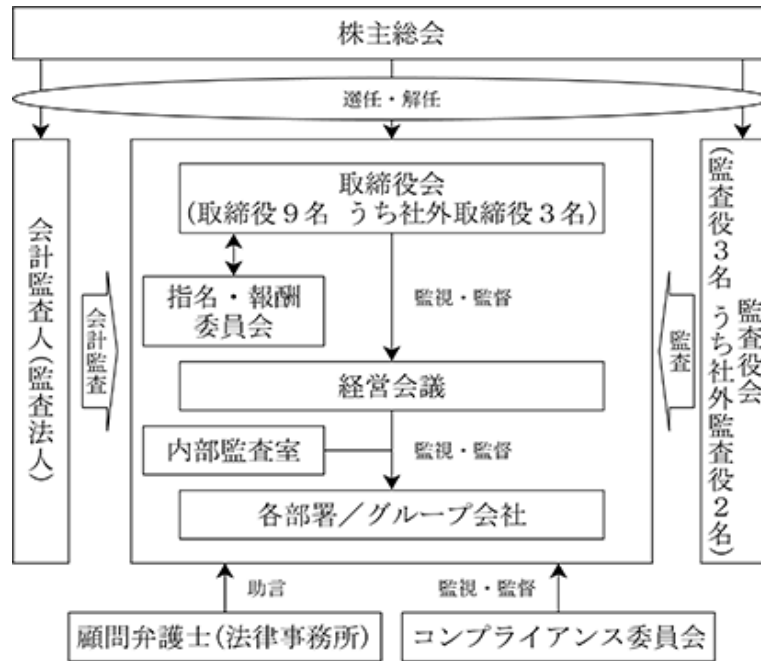 株主総会
選任・解任
取締役会
(取締役9名 うち社外取締役3名)
指名・報酬
委員会
監視・監督
経営会議
内部監査室
監視・監督
各部署／グループ会社
会計監査人(監査法人)
会計監査
監査
監査役会
(監査役3名 うち社外監査役2名)
助言
監視・監督
顧問弁護士(法律事務所)
コンプライアンス委員会